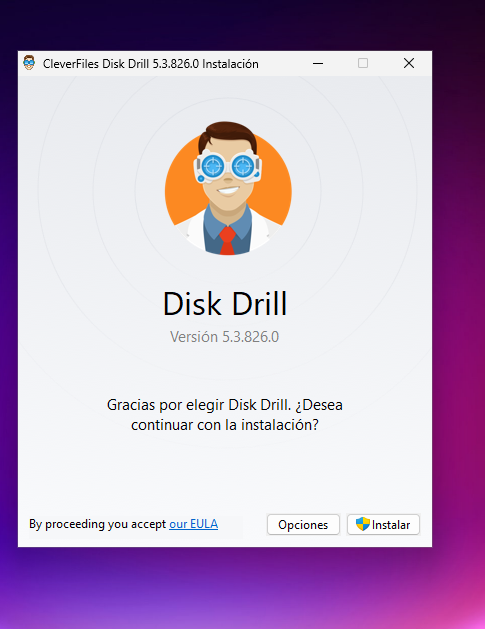 CleverFiles Disk Drill 5.3.826.0 Instalación
Disk Drill
Versión 5.3.826.0
Gracias por elegir Disk Drill. ¿Desea
continuar con la instalación?
By proceeding you accept our EULA
Opciones
Instalar